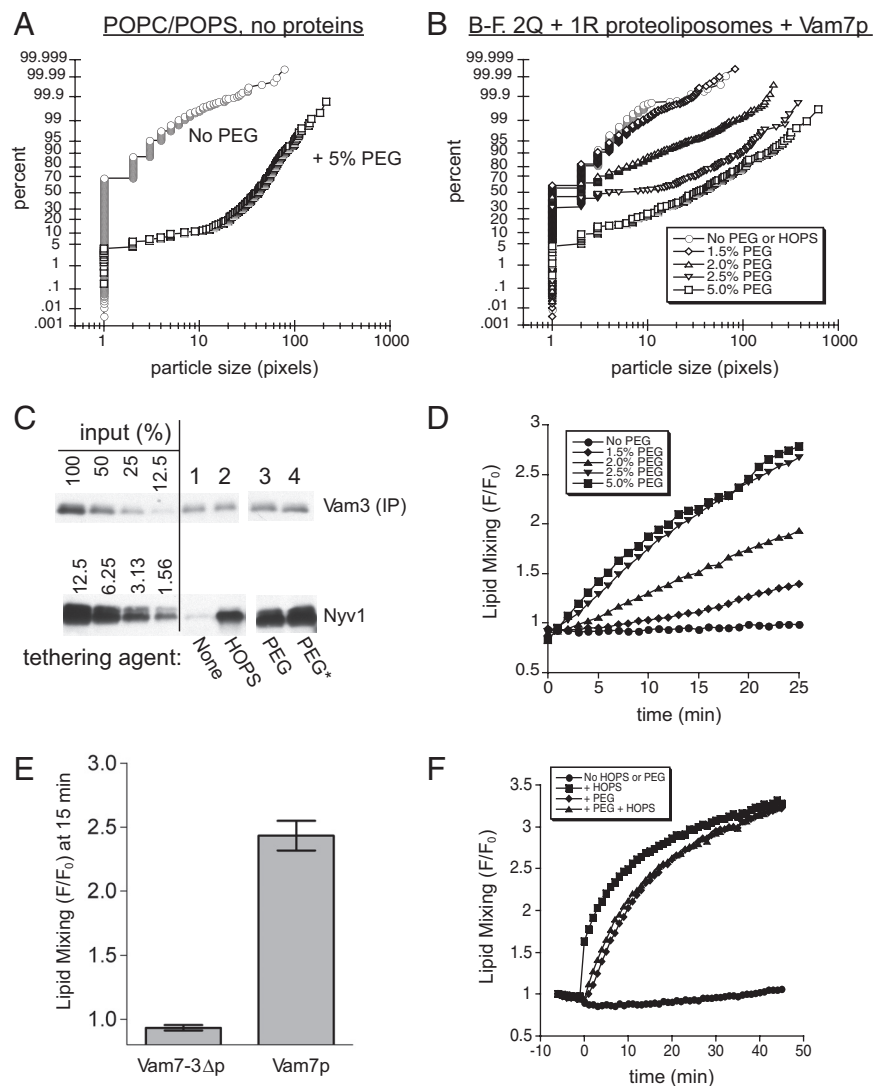 A
POPC/POPS, no proteins
99.999
99.99
99.9
99
95
90
80
70
50
30
20
10
5
1
.1
.01
.001
percent
No PEG
+ 5% PEG
1
10
100
1000
particle size (pixels)
B
B-F. 2Q + 1R proteoliposomes + Vam7p
99.999
99.99
99.9
99
95
90
80
70
50
30
20
10
5
1
.1
.01
.001
percent
No PEG or HOPS
1.5% PEG
2.0% PEG
2.5% PEG
5.0% PEG
1
10
100
1000
particle size (pixels)
C
input (%)
100 50 25 12.5
1 2 3 4
Vam3 (IP)
12.5 6.25 3.13 1.56
Nyv1
tethering agent: None HOPS PEG PEG*
D
3
2.5
2
1.5
1
0.5
Lipid Mixing (F/F0)
No PEG
1.5% PEG
2.0% PEG
2.5% PEG
5.0% PEG
0 5 10 15 20 25
time (min)
E
3.0
2.5
2.0
1.5
1.0
Lipid Mixing (F/F0) at 15 min
Vam7-3Δp Vam7p
F
3.5
3
2.5
2
1.5
1
0.5
Lipid Mixing (F/F0)
No HOPS or PEG
+ HOPS
+ PEG
+ PEG + HOPS
-10 0 10 20 30 40 50
time (min)